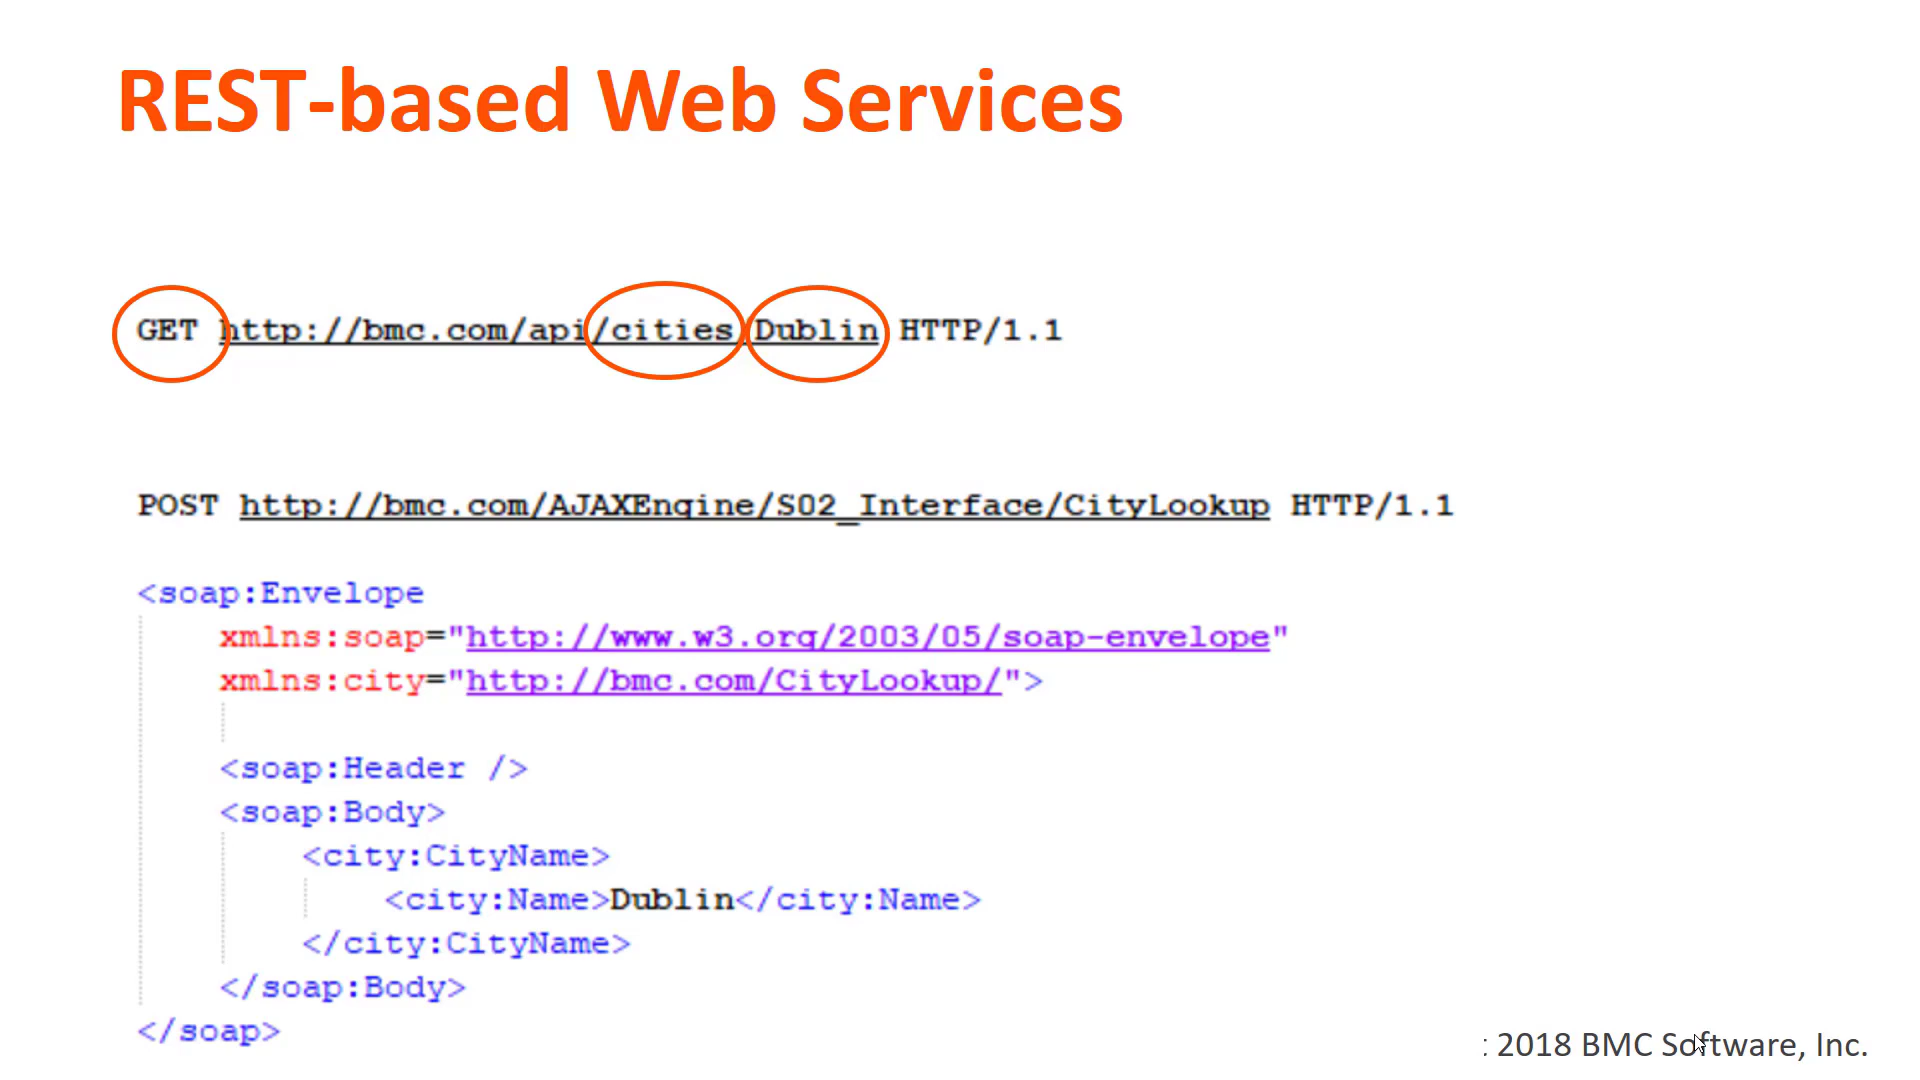 REST-based Web Services
GET http://bmc.com/api/cities/Dublin HTTP/1.1
POST http://bmc.com/AJAXEngine/S02_Interface/CityLookup HTTP/1.1
<soap:Envelope
xmlns:soap="http://www.w3.org/2003/05/soap-envelope"
xmlns:city="http://bmc.com/CityLookup/">
<soap:Header />
<soap:Body>
<city:CityName>
<city:Name>Dublin</city:Name>
</city:CityName>
</soap:Body>
</soap>
2018 BMC Software, Inc.